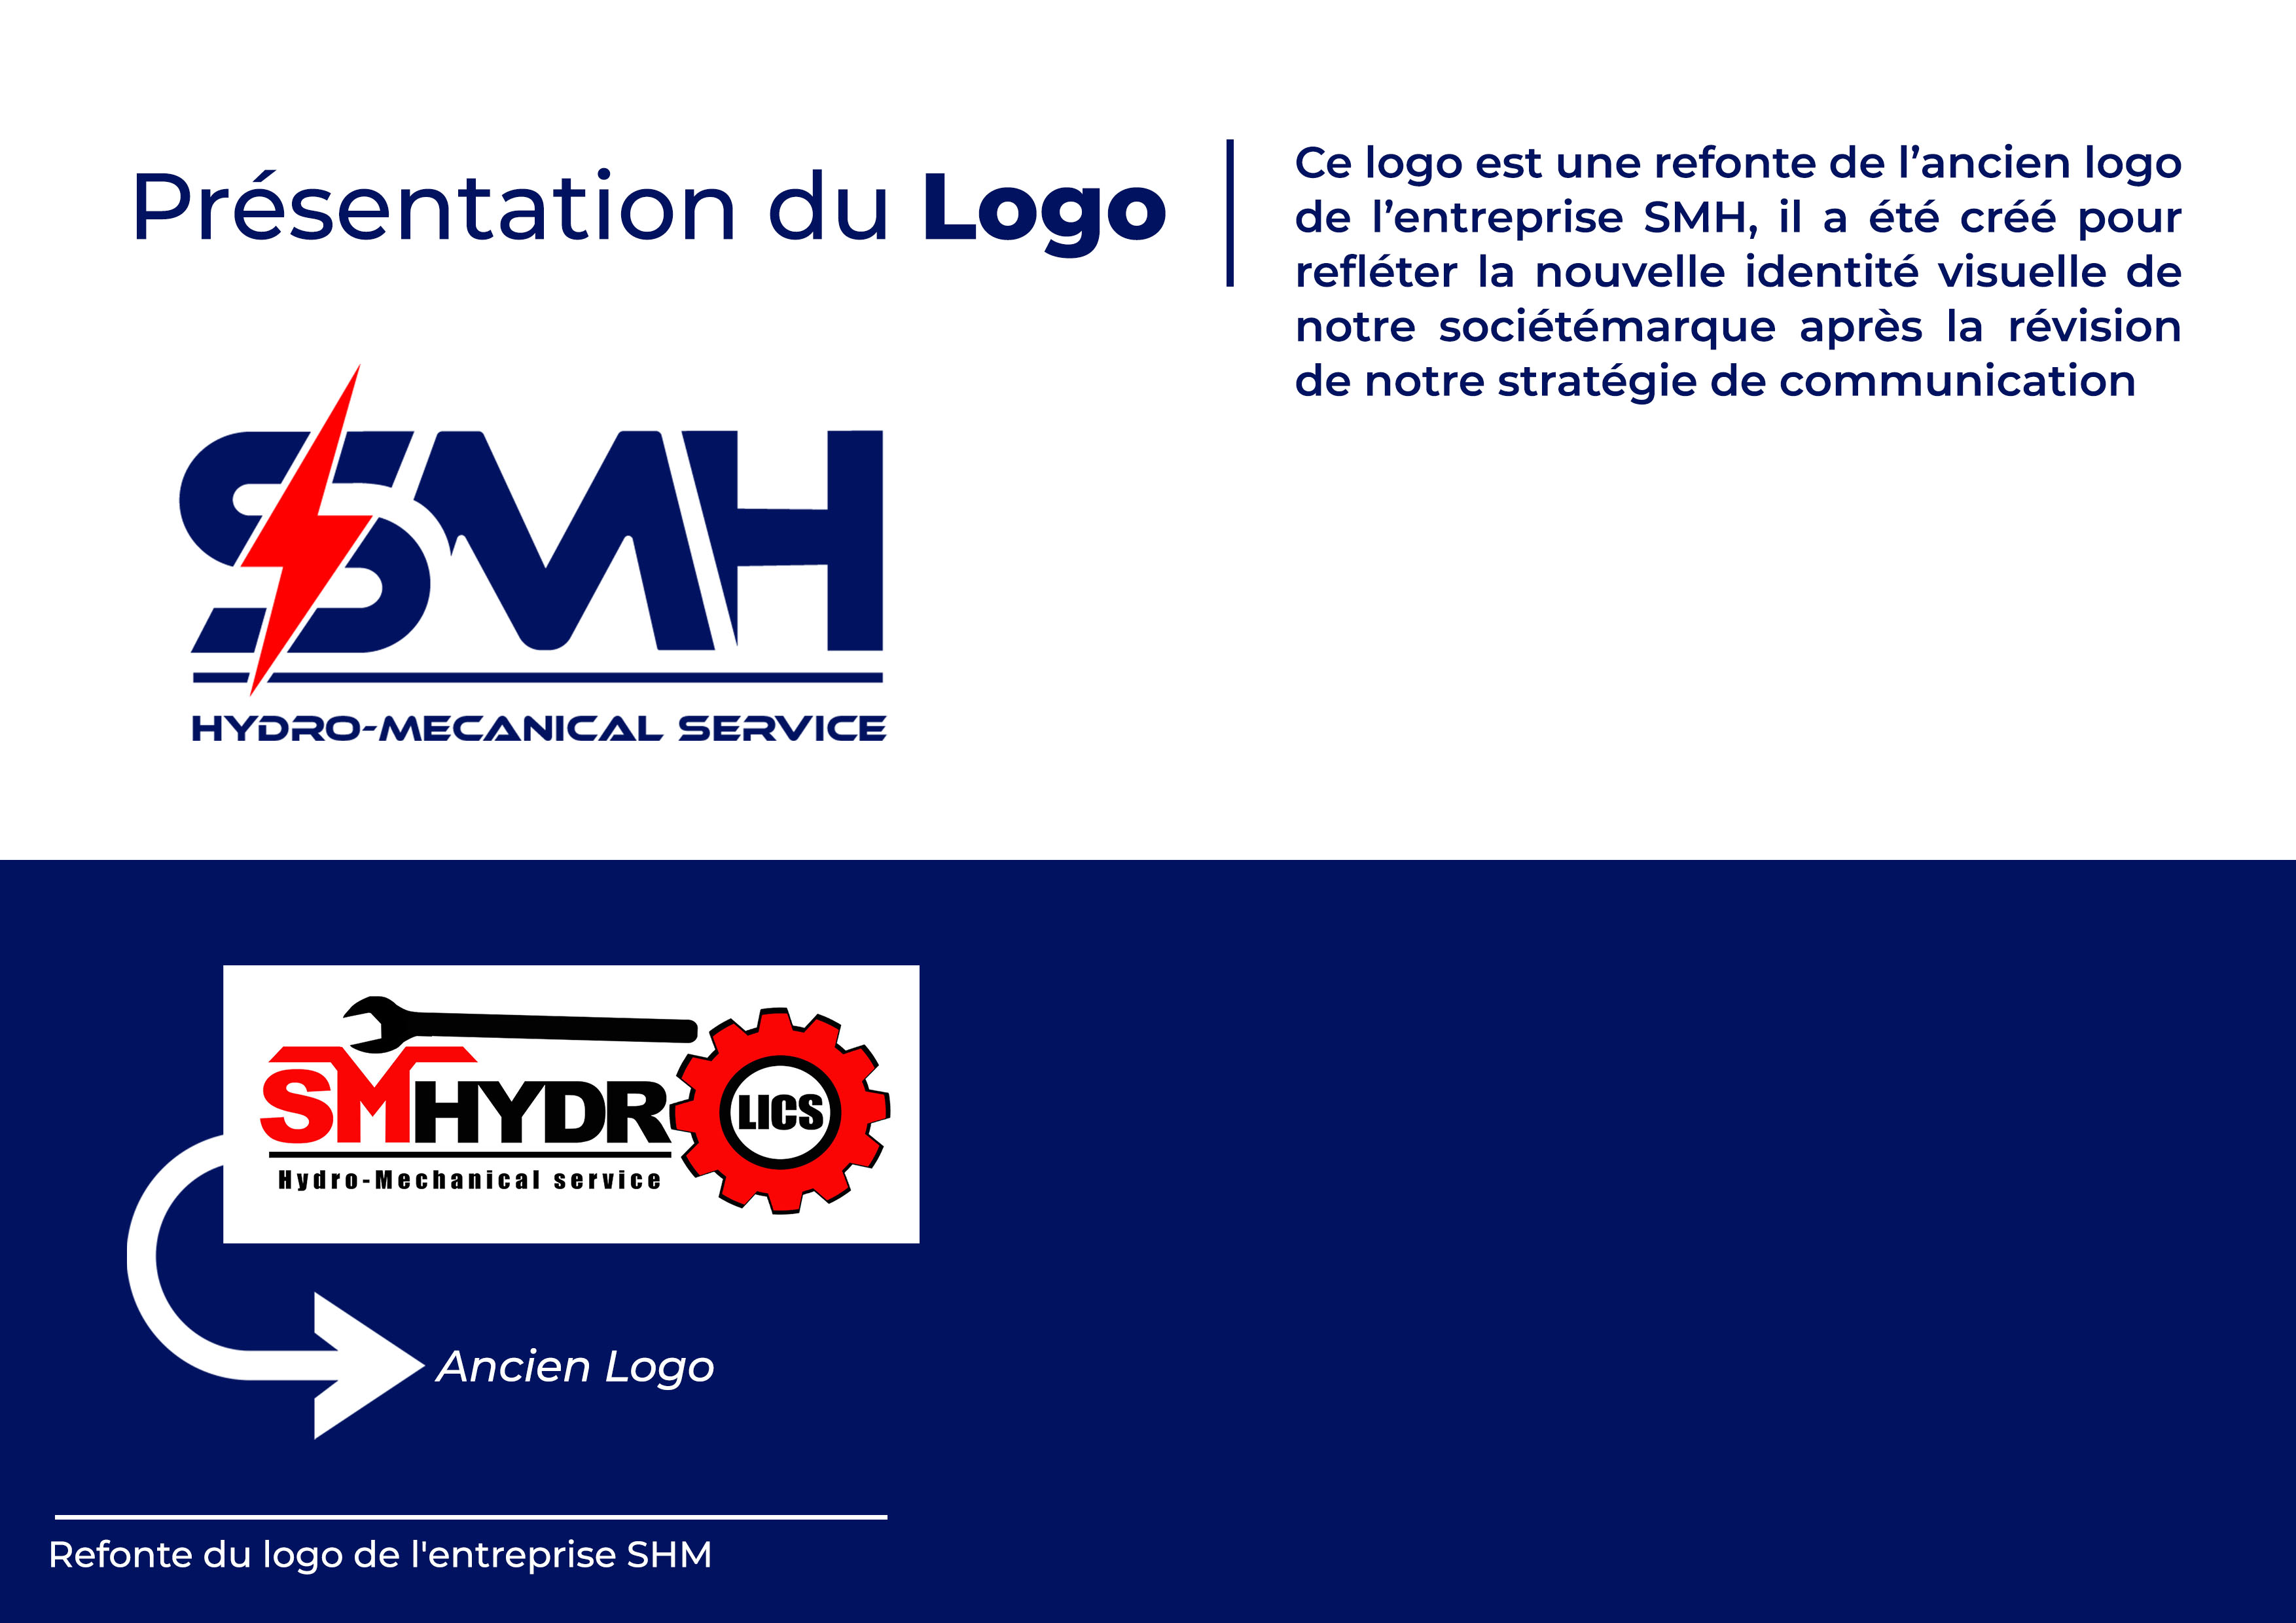 Présentation du Logo
Ce logo est une refonte de l’ancien logo
de l’entreprise SMH, il a été créé pour
refléter la nouvelle identité visuelle de
notre sociétémarque après la révision
de notre stratégie de communication
SMH
HYDRO-MECANICAL SERVICE
SMHYDR LICS
Hydro-Mechanical service
Ancien Logo
Refonte du logo de l'entreprise SHM